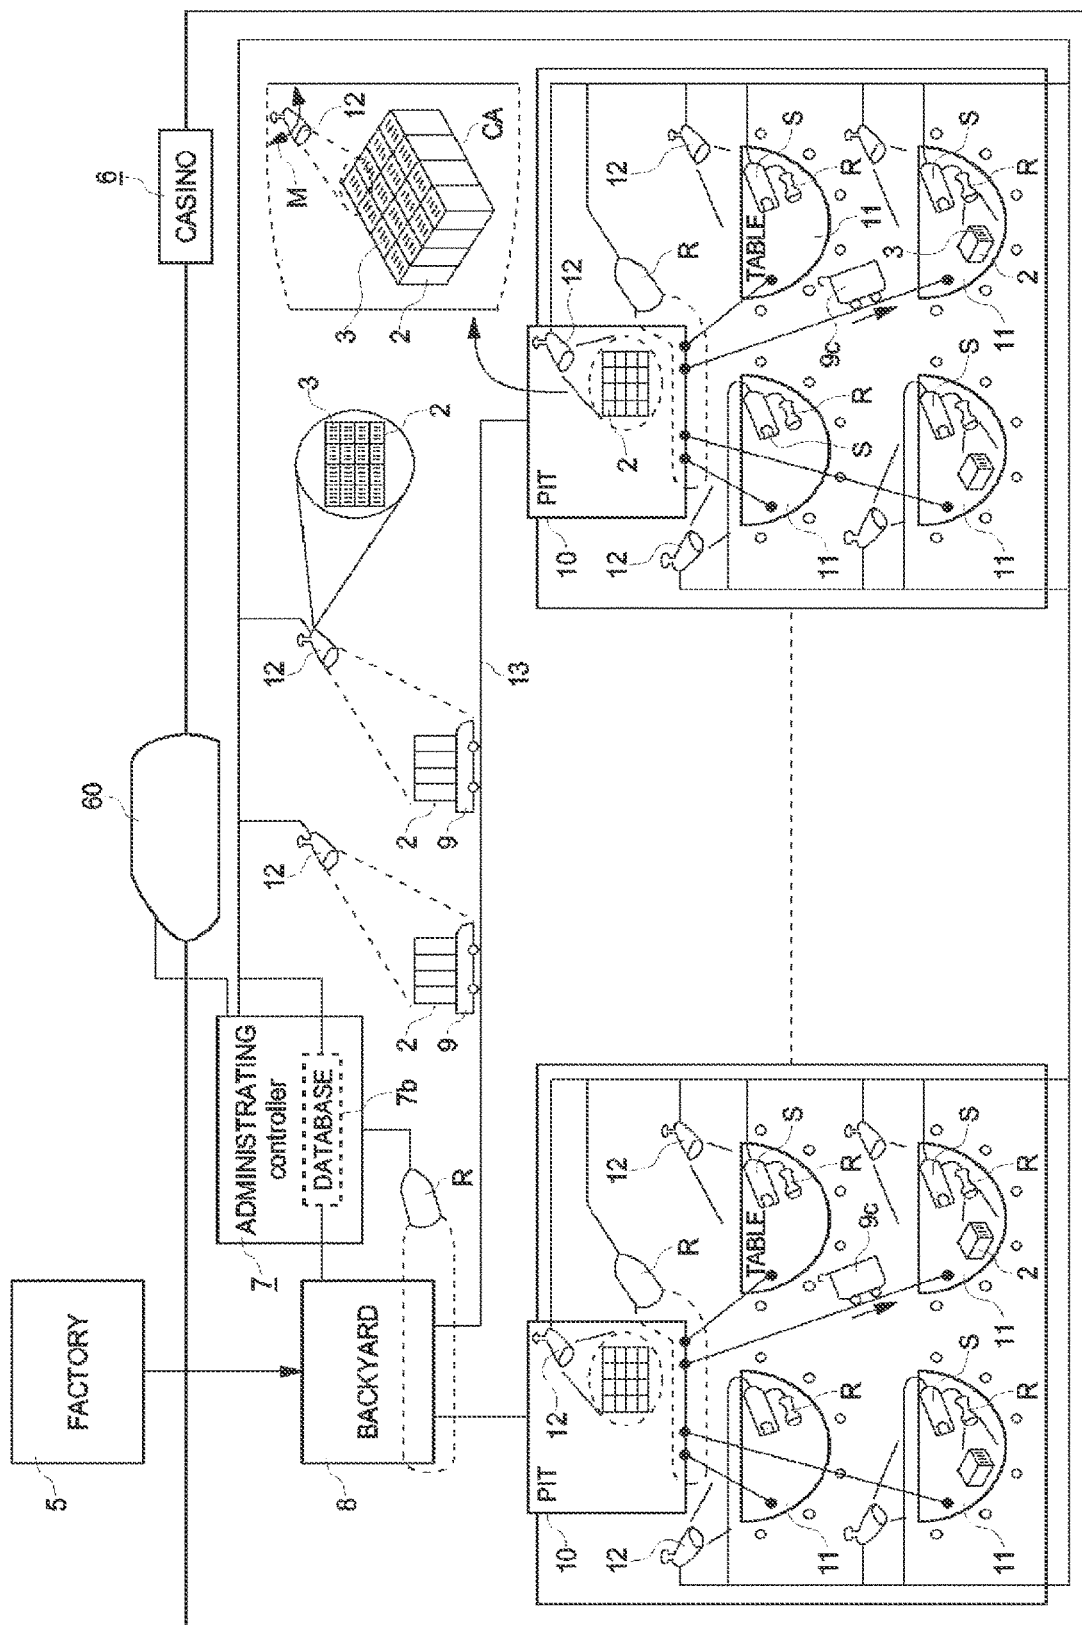 5
FACTORY
60
6
CASINO
7
ADMINISTRATING
controller
DATABASE
7b
12
12
3
2
M
12
3
2
CA
8
BACKYARD
R
2
9
2
9
13
PIT
12
10
12
R
12
TABLE
S
R
11
9c
S
R
11
S
R
2
11
PIT
12
2
10
12
R
12
TABLE
S
R
11
9c
S
R
11
3
S
R
2
11
S
11